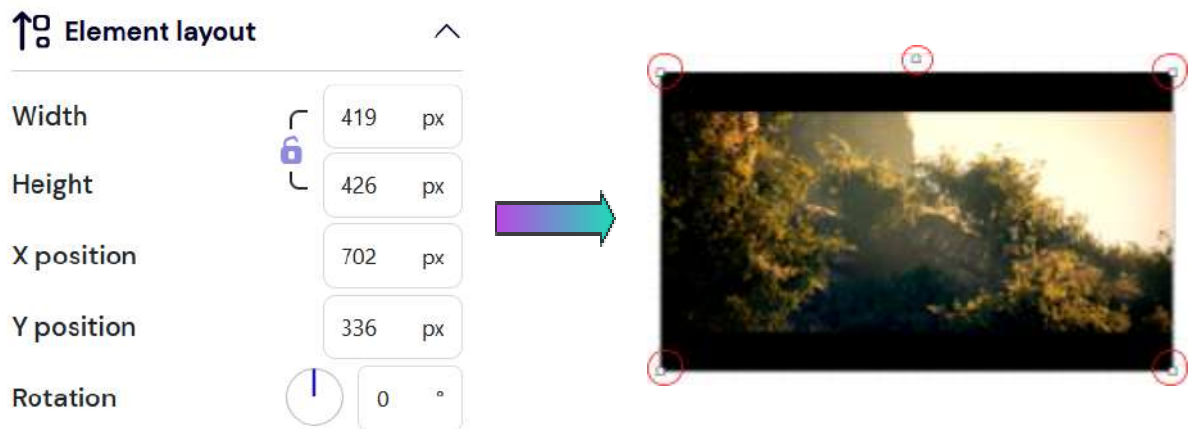 Element layout
Width 419 px
Height 426 px
X position 702 px
Y position 336 px
Rotation 0 °